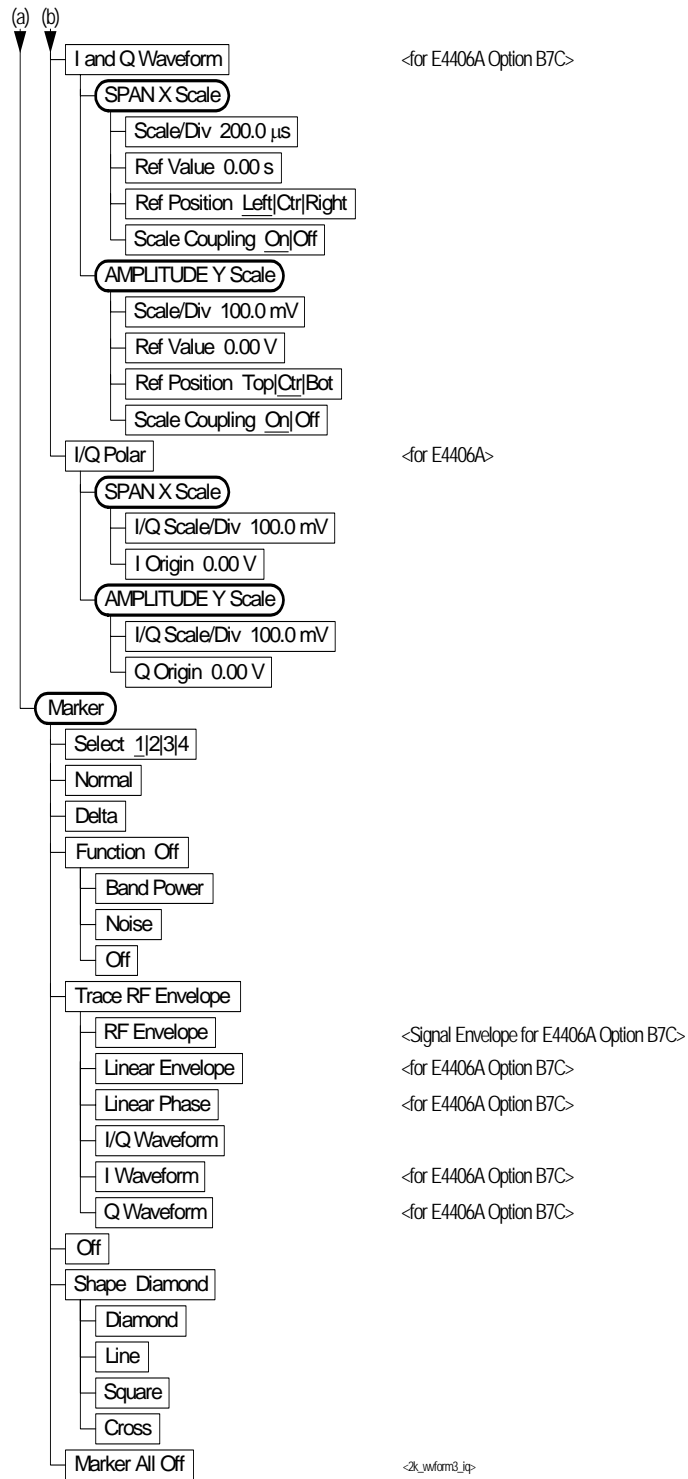 (a) (b)
I and Q Waveform <for E4406A Option B7C>
SPAN X Scale
Scale/Div 200.0 μs
Ref Value 0.00 s
Ref Position Left|Ctr|Right
Scale Coupling On|Off
AMPLITUDE Y Scale
Scale/Div 100.0 mV
Ref Value 0.00 V
Ref Position Top|Ctr|Bot
Scale Coupling On|Off
I/Q Polar <for E4406A>
SPAN X Scale
I/Q Scale/Div 100.0 mV
I Origin 0.00 V
AMPLITUDE Y Scale
I/Q Scale/Div 100.0 mV
Q Origin 0.00 V
Marker
Select 1|2|3|4
Normal
Delta
Function Off
Band Power
Noise
Off
Trace RF Envelope
RF Envelope <Signal Envelope for E4406A Option B7C>
Linear Envelope <for E4406A Option B7C>
Linear Phase <for E4406A Option B7C>
I/Q Waveform
I Waveform <for E4406A Option B7C>
Q Waveform <for E4406A Option B7C>
Off
Shape Diamond
Diamond
Line
Square
Cross
Marker All Off <2k_wvform3_iq>